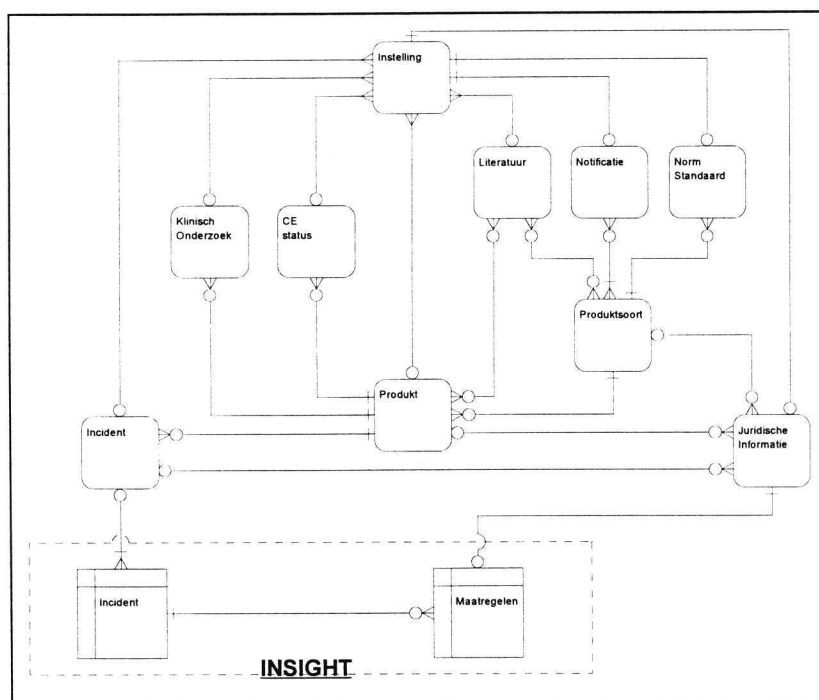 Instelling
Literatuur
Notificatie
Norm
Standaard
Klinisch
Onderzoek
CE
status
Produktsoort
Produkt
Incident
Juridische
Informatie
Incident
Maatregelen
INSIGHT